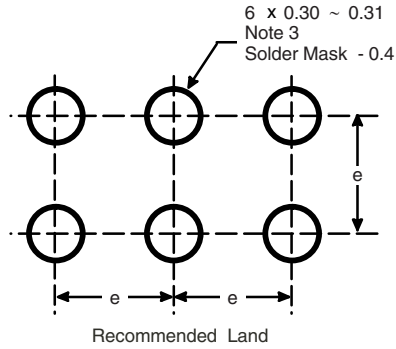 6 x 0.30 ~ 0.31
Note 3
Solder Mask - 0.4
e
e
e
Recommended Land